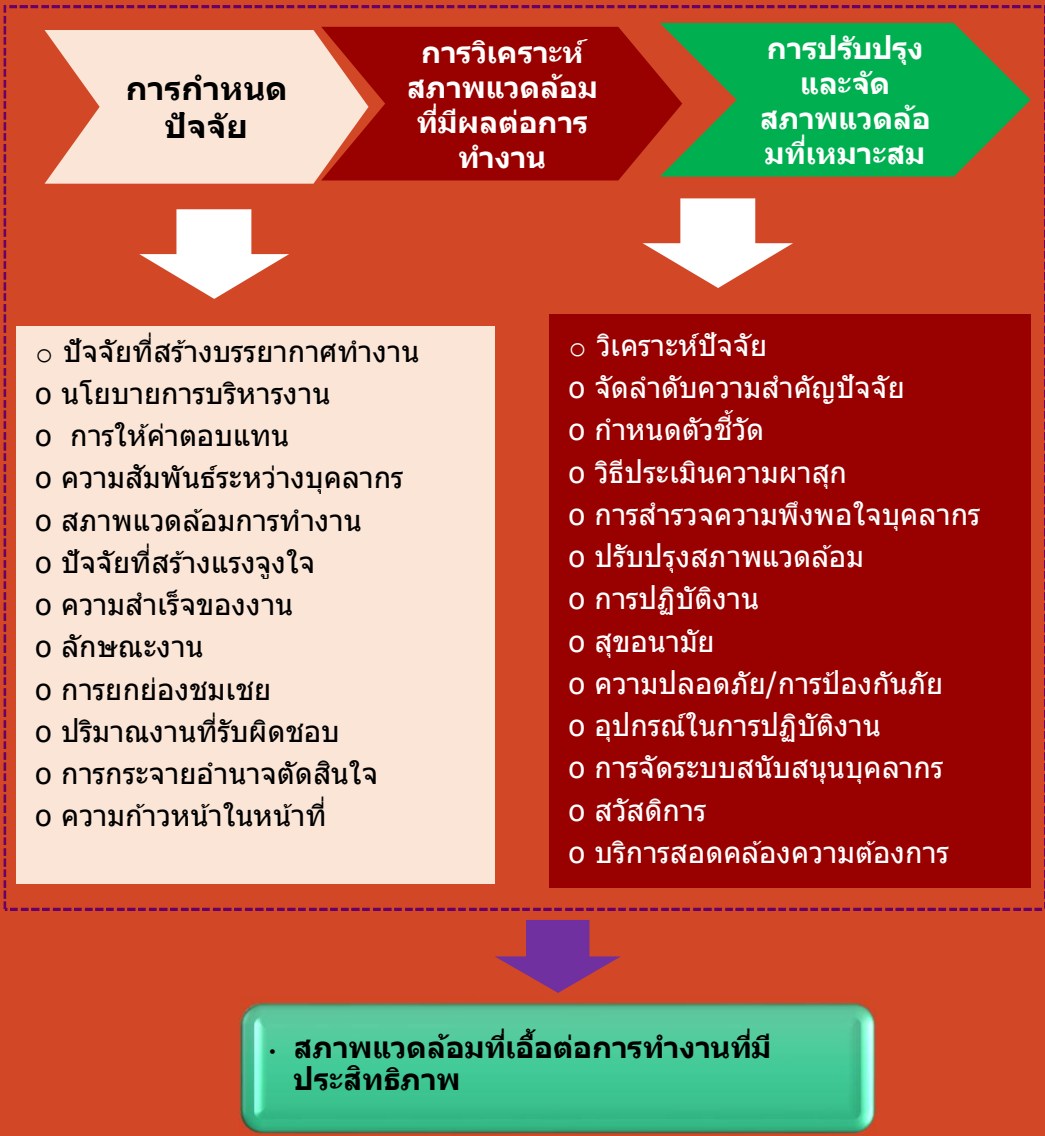 การกำหนด
ปัจจัย
การวิเคราะห์
สภาพแวดล้อม
ที่มีผลต่อการ
ทำงาน
การปรับปรุง
และจัด
สภาพแวดล้อ
มที่เหมาะสม
○ ปัจจัยที่สร้างบรรยากาศทำงาน
o นโยบายการบริหารงาน
o การให้ค่าตอบแทน
o ความสัมพันธ์ระหว่างบุคลากร
o สภาพแวดล้อมการทำงาน
o ปัจจัยที่สร้างแรงจูงใจ
o ความสำเร็จของงาน
o ลักษณะงาน
o การยกย่องชมเชย
o ปริมาณงานที่รับผิดชอบ
o การกระจายอำนาจตัดสินใจ
o ความก้าวหน้าในหน้าที่
○ วิเคราะห์ปัจจัย
o จัดลำดับความสำคัญปัจจัย
o กำหนดตัวชี้วัด
o วิธีประเมินความผาสุก
o การสำรวจความพึงพอใจบุคลากร
o ปรับปรุงสภาพแวดล้อม
o การปฏิบัติงาน
o สุขอนามัย
o ความปลอดภัย/การป้องกันภัย
o อุปกรณ์ในการปฏิบัติงาน
o การจัดระบบสนับสนุนบุคลากร
o สวัสดิการ
o บริการสอดคล้องความต้องการ
• สภาพแวดล้อมที่เอื้อต่อการทำงานที่มี
ประสิทธิภาพ